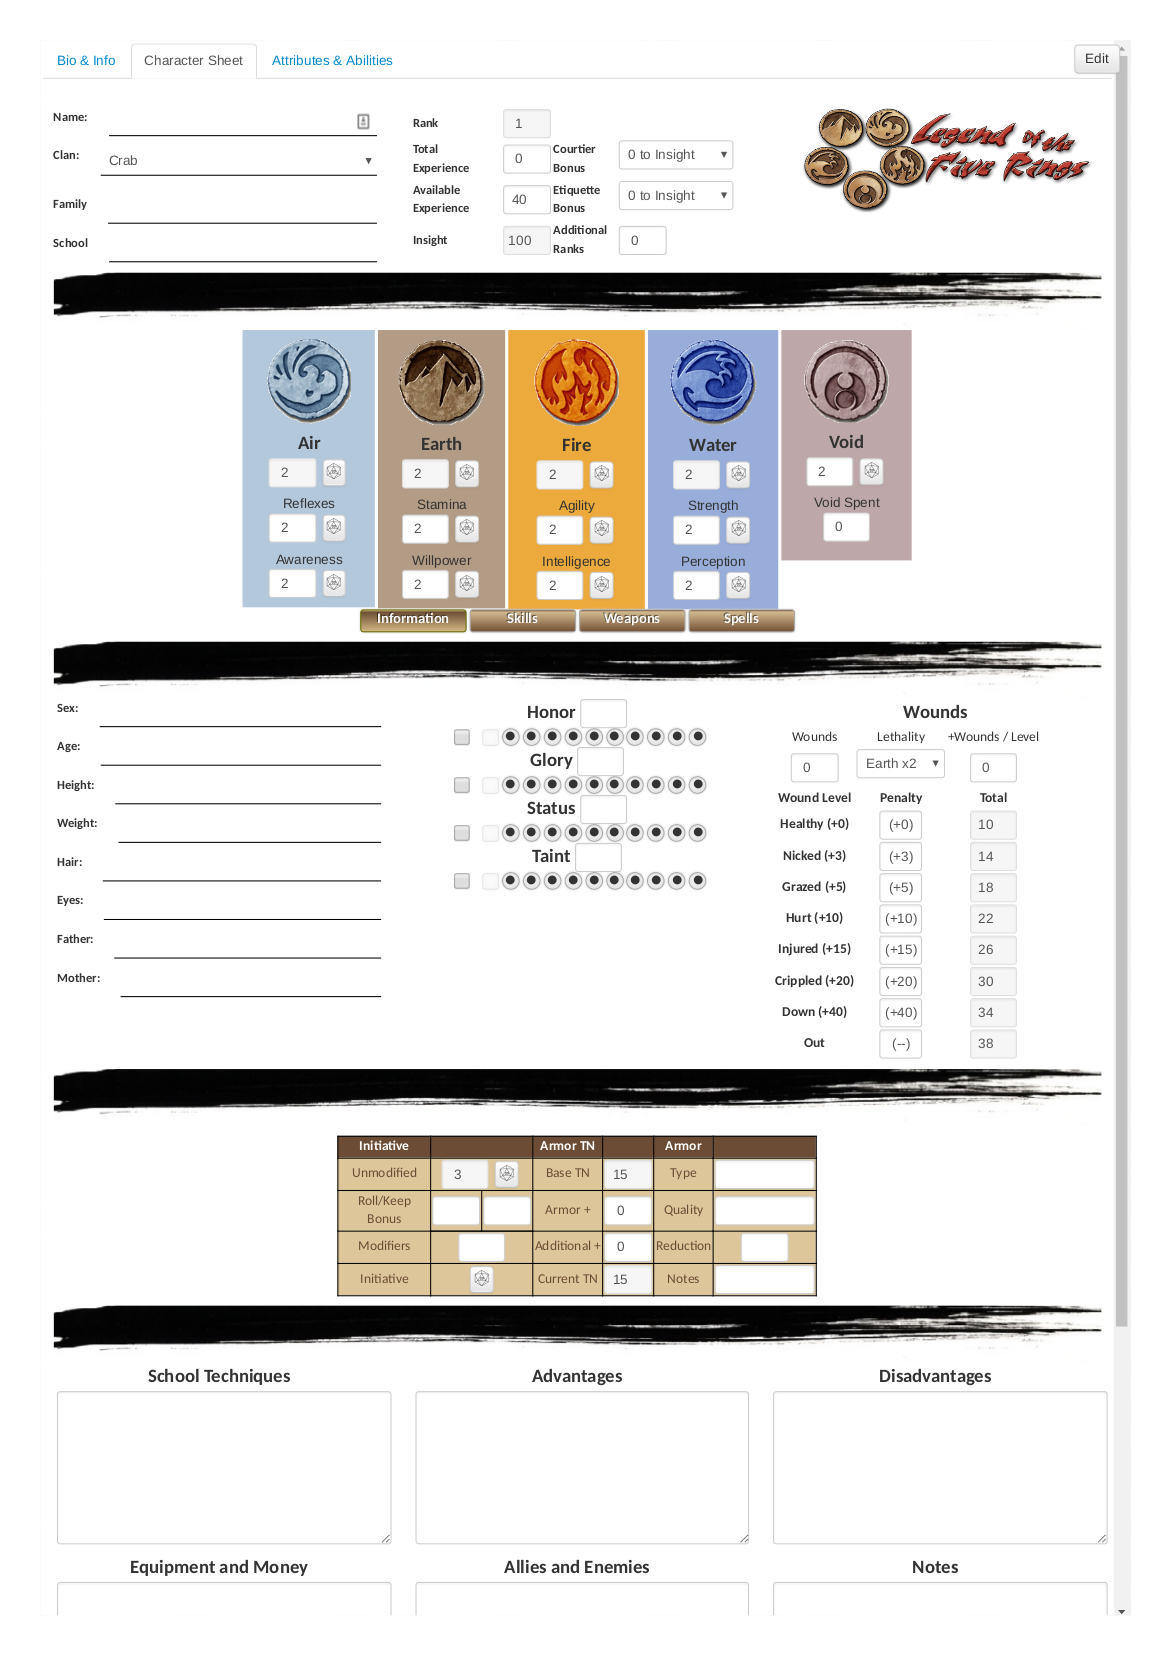 Bio & Info Character Sheet Attributes & Abilities Edit
Name:
Clan: Crab
Family
School
Rank 1
Total Experience 0 Courtier Bonus 0 to Insight
Available Experience 40 Etiquette Bonus 0 to Insight
Insight 100 Additional Ranks 0
Legend of the
Five Rings
Air Earth Fire Water Void
2 2 2 2 2
Reflexes Stamina Agility Strength Void Spent
2 2 2 2 0
Awareness Willpower Intelligence Perception
2 2 2 2
Information Skills Weapons Spells
Sex:
Age:
Height:
Weight:
Hair:
Eyes:
Father:
Mother:
Honor
Glory
Status
Taint
Wounds
Wounds Lethality +Wounds / Level
0 Earth x2 0
Wound Level Penalty Total
Healthy (+0) (+0) 10
Nicked (+3) (+3) 14
Grazed (+5) (+5) 18
Hurt (+10) (+10) 22
Injured (+15) (+15) 26
Crippled (+20) (+20) 30
Down (+40) (+40) 34
Out (--) 38
Initiative Armor TN Armor
Unmodified 3 Base TN 15 Type
Roll/Keep Bonus Armor + 0 Quality
Modifiers Additional + 0 Reduction
Initiative Current TN 15 Notes
School Techniques Advantages Disadvantages
Equipment and Money Allies and Enemies Notes